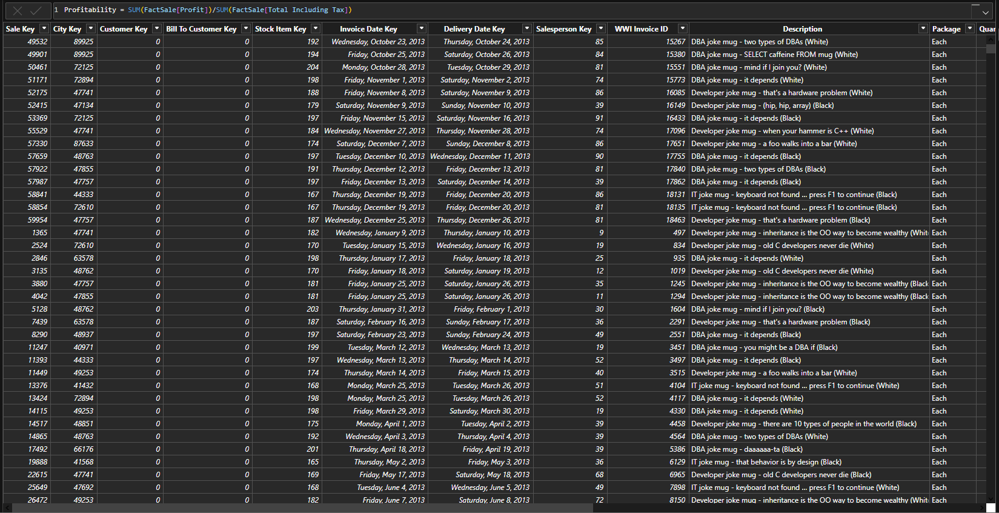 1 Profitability = SUM(FactSale[Profit])/SUM(FactSale[Total Including Tax])
Sale Key City Key Customer Key Bill To Customer Key Stock Item Key Invoice Date Key Delivery Date Key Salesperson Key WWI Invoice ID Description Package Quan
49532 89925 0 0 192 Wednesday, October 23, 2013 Thursday, October 24, 2013 85 15267 DBA joke mug - two types of DBAs (White) Each
49901 89925 0 0 194 Friday, October 25, 2013 Saturday, October 26, 2013 84 15380 DBA joke mug - SELECT caffeine FROM mug (White) Each
50461 72125 0 0 204 Monday, October 28, 2013 Tuesday, October 29, 2013 81 15551 DBA joke mug - mind if I join you? (White) Each
51171 72894 0 0 198 Friday, November 1, 2013 Saturday, November 2, 2013 74 15773 DBA joke mug - it depends (White) Each
52175 47741 0 0 188 Friday, November 8, 2013 Saturday, November 9, 2013 86 16085 Developer joke mug - that's a hardware problem (White) Each
52415 47134 0 0 179 Saturday, November 9, 2013 Sunday, November 10, 2013 39 16149 Developer joke mug - (hip, hip, array) (Black) Each
53369 72125 0 0 197 Friday, November 15, 2013 Saturday, November 16, 2013 91 16433 DBA joke mug - it depends (Black) Each
55529 47741 0 0 184 Wednesday, November 27, 2013 Thursday, November 28, 2013 74 17096 Developer joke mug - when your hammer is C++ (White) Each
57330 87633 0 0 174 Saturday, December 7, 2013 Sunday, December 8, 2013 86 17651 Developer joke mug - a foo walks into a bar (White) Each
57659 48763 0 0 197 Tuesday, December 10, 2013 Wednesday, December 11, 2013 90 17755 DBA joke mug - it depends (Black) Each
57922 47855 0 0 191 Thursday, December 12, 2013 Friday, December 13, 2013 81 17840 DBA joke mug - two types of DBAs (Black) Each
57987 47757 0 0 197 Friday, December 13, 2013 Saturday, December 14, 2013 39 17862 DBA joke mug - it depends (Black) Each
58841 44333 0 0 167 Thursday, December 19, 2013 Friday, December 20, 2013 86 18131 IT joke mug - keyboard not found … press F1 to continue (Black) Each
58854 72610 0 0 167 Thursday, December 19, 2013 Friday, December 20, 2013 81 18135 IT joke mug - keyboard not found … press F1 to continue (Black) Each
59954 47757 0 0 187 Wednesday, December 25, 2013 Thursday, December 26, 2013 81 18463 Developer joke mug - that's a hardware problem (Black) Each
1365 47741 0 0 182 Wednesday, January 9, 2013 Thursday, January 10, 2013 9 497 Developer joke mug - inheritance is the OO way to become wealthy (Whit Each
2524 72610 0 0 170 Tuesday, January 15, 2013 Wednesday, January 16, 2013 19 834 Developer joke mug - old C developers never die (White) Each
2846 63578 0 0 198 Thursday, January 17, 2013 Friday, January 18, 2013 25 935 DBA joke mug - it depends (White) Each
3135 48762 0 0 170 Friday, January 18, 2013 Saturday, January 19, 2013 12 1019 Developer joke mug - old C developers never die (White) Each
3880 47757 0 0 181 Friday, January 25, 2013 Saturday, January 26, 2013 35 1245 Developer joke mug - inheritance is the OO way to become wealthy (Black Each
4042 47855 0 0 181 Friday, January 25, 2013 Saturday, January 26, 2013 11 1294 Developer joke mug - inheritance is the OO way to become wealthy (Black Each
5128 48762 0 0 203 Thursday, January 31, 2013 Friday, February 1, 2013 30 1604 DBA joke mug - mind if I join you? (Black) Each
7439 63578 0 0 187 Saturday, February 16, 2013 Sunday, February 17, 2013 36 2291 Developer joke mug - that's a hardware problem (Black) Each
8290 48937 0 0 197 Saturday, February 23, 2013 Sunday, February 24, 2013 49 2551 DBA joke mug - it depends (Black) Each
11247 40971 0 0 199 Tuesday, March 12, 2013 Wednesday, March 13, 2013 19 3451 DBA joke mug - you might be a DBA if (Black) Each
11393 44333 0 0 197 Wednesday, March 13, 2013 Thursday, March 14, 2013 52 3497 DBA joke mug - it depends (Black) Each
11449 49253 0 0 174 Thursday, March 14, 2013 Friday, March 15, 2013 40 3515 Developer joke mug - a foo walks into a bar (White) Each
13376 41432 0 0 168 Monday, March 25, 2013 Tuesday, March 26, 2013 51 4104 IT joke mug - keyboard not found … press F1 to continue (White) Each
13424 72894 0 0 198 Monday, March 25, 2013 Tuesday, March 26, 2013 52 4117 DBA joke mug - it depends (White) Each
14115 49253 0 0 198 Friday, March 29, 2013 Saturday, March 30, 2013 19 4330 DBA joke mug - it depends (White) Each
14517 48851 0 0 175 Monday, April 1, 2013 Tuesday, April 2, 2013 39 4458 Developer joke mug - there are 10 types of people in the world (Black) Each
14865 48763 0 0 192 Wednesday, April 3, 2013 Thursday, April 4, 2013 39 4564 DBA joke mug - two types of DBAs (White) Each
17492 66176 0 0 201 Thursday, April 18, 2013 Friday, April 19, 2013 39 5386 DBA joke mug - daaaaaa-ta (Black) Each
19888 41568 0 0 165 Thursday, May 2, 2013 Friday, May 3, 2013 36 6129 IT joke mug - that behavior is by design (Black) Each
22615 47741 0 0 169 Friday, May 17, 2013 Saturday, May 18, 2013 68 6965 Developer joke mug - old C developers never die (Black) Each
25649 47692 0 0 168 Tuesday, June 4, 2013 Wednesday, June 5, 2013 49 7898 IT joke mug - keyboard not found … press F1 to continue (White) Each
26472 49253 0 0 182 Friday, June 7, 2013 Saturday, June 8, 2013 72 8150 Developer joke mug - inheritance is the OO way to become wealthy (Whit Each